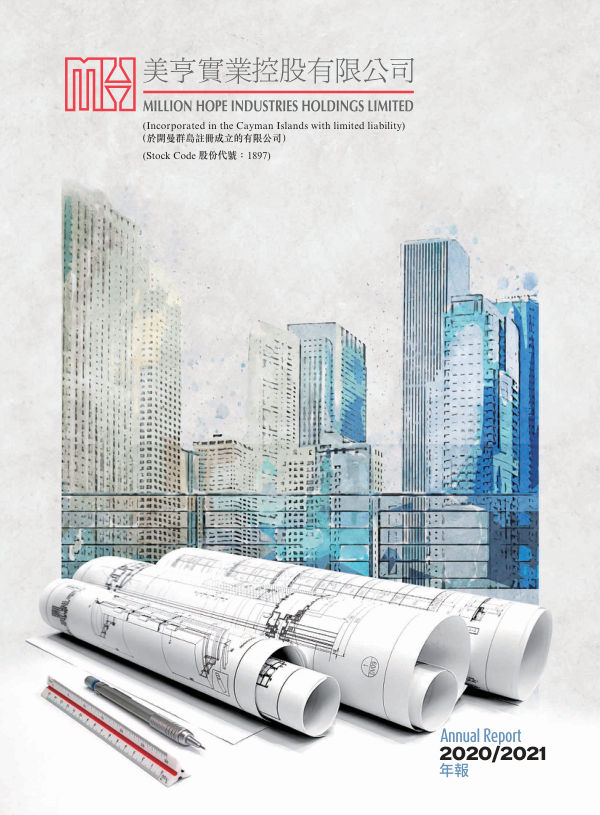 美亨實業控股有限公司
MILLION HOPE INDUSTRIES HOLDINGS LIMITED
(Incorporated in the Cayman Islands with limited liability)
(於開曼群島註冊成立的有限公司)
(Stock Code 股份代號：1897)
Annual Report
2020/2021
年報